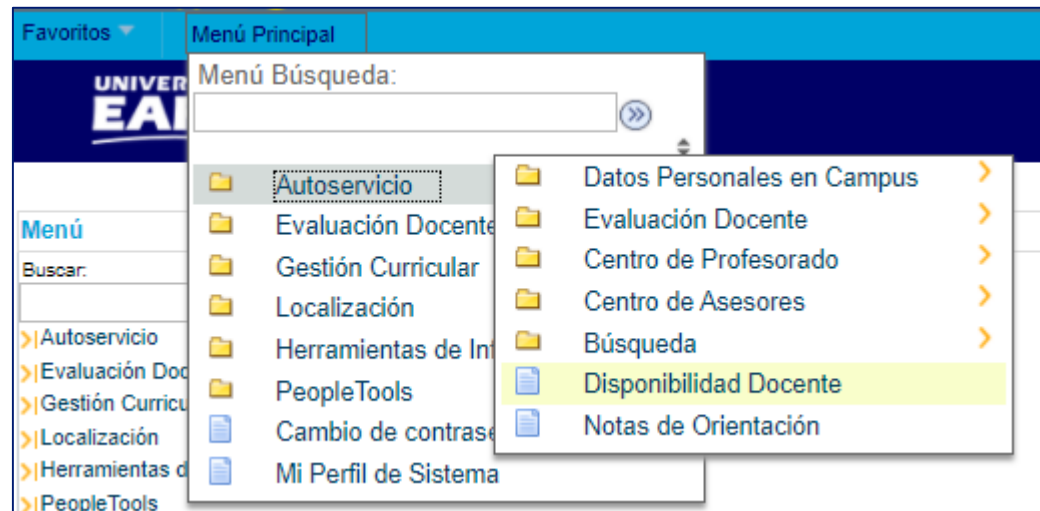 Favoritos
Menú Principal
UNIVER
EA
Menú Búsqueda:
Autoservicio
Evaluación Docente
Gestión Curricular
Localización
Herramientas de Inf
PeopleTools
Cambio de contrase
Mi Perfil de Sistema
Datos Personales en Campus
Evaluación Docente
Centro de Profesorado
Centro de Asesores
Búsqueda
Disponibilidad Docente
Notas de Orientación
Menú
Buscar:
Autoservicio
Evaluación Doc
Gestión Curricu
Localización
Herramientas d
PeopleTools